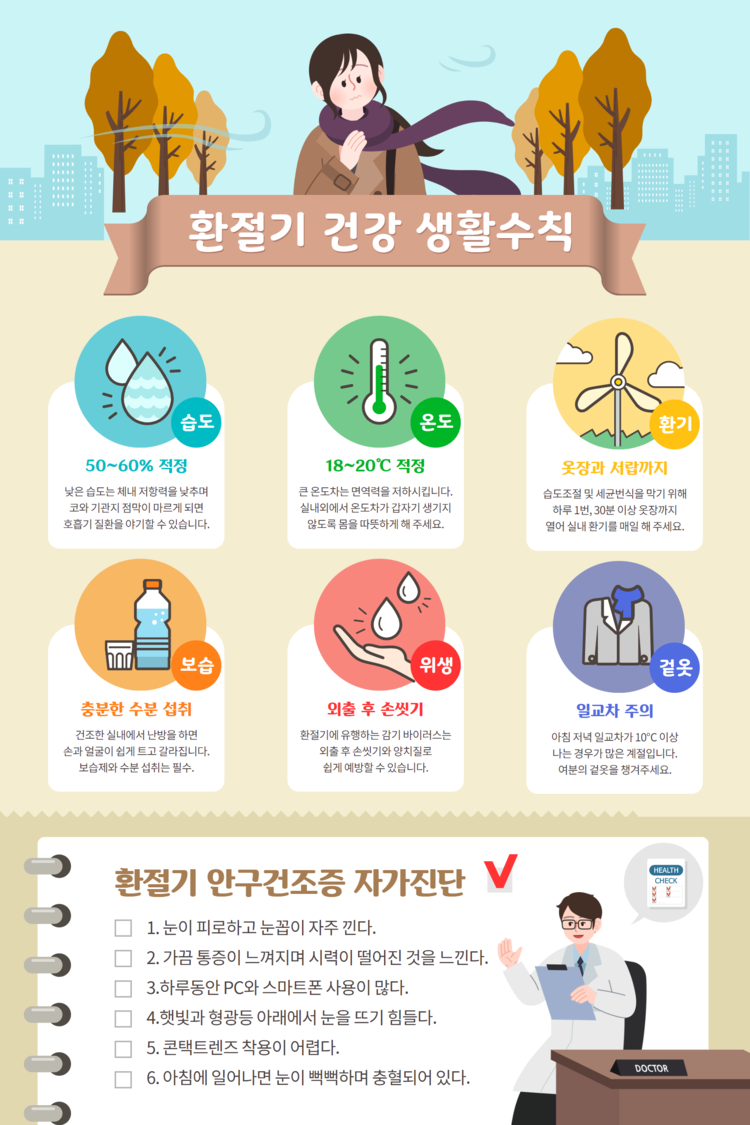 환절기 건강 생활수칙
습도
50~60% 적정
낮은 습도는 체내 저항력을 낮추며
코와 기관지 점막이 마르게 되면
호흡기 질환을 야기할 수 있습니다.
온도
18~20℃ 적정
큰 온도차는 면역력을 저하시킵니다.
실내외에서 온도차가 갑자기 생기지
않도록 몸을 따뜻하게 해 주세요.
환기
옷장과 서랍까지
습도조절 및 세균번식을 막기 위해
하루 1번, 30분 이상 옷장까지
열어 실내 환기를 매일 해 주세요.
보습
충분한 수분 섭취
건조한 실내에서 난방을 하면
손과 얼굴이 쉽게 트고 갈라집니다.
보습제와 수분 섭취는 필수.
위생
외출 후 손씻기
환절기에 유행하는 감기 바이러스는
외출 후 손씻기와 양치질로
쉽게 예방할 수 있습니다.
겉옷
일교차 주의
아침 저녁 일교차가 10℃ 이상
나는 경우가 많은 계절입니다.
여분의 겉옷을 챙겨주세요.
환절기 안구건조증 자가진단
1. 눈이 피로하고 눈꼽이 자주 낀다.
2. 가끔 통증이 느껴지며 시력이 떨어진 것을 느낀다.
3.하루동안 PC와 스마트폰 사용이 많다.
4.햇빛과 형광등 아래에서 눈을 뜨기 힘들다.
5. 콘택트렌즈 착용이 어렵다.
6. 아침에 일어나면 눈이 뻑뻑하며 충혈되어 있다.
HEALTH
CHECK
DOCTOR